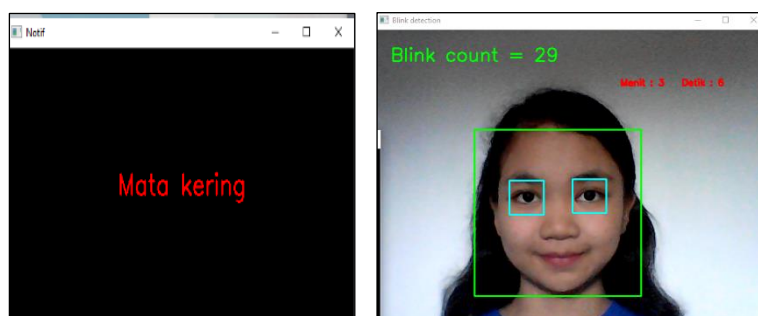 Notif
Mata kering
Blink detection
Blink count = 29
Menit : 3 Detik : 6